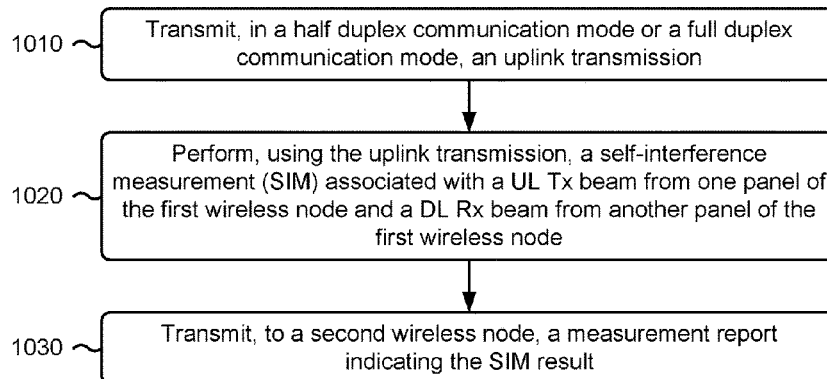 1010
Transmit, in a half duplex communication mode or a full duplex
communication mode, an uplink transmission
1020
Perform, using the uplink transmission, a self-interference
measurement (SIM) associated with a UL Tx beam from one panel of
the first wireless node and a DL Rx beam from another panel of the
first wireless node
1030
Transmit, to a second wireless node, a measurement report
indicating the SIM result